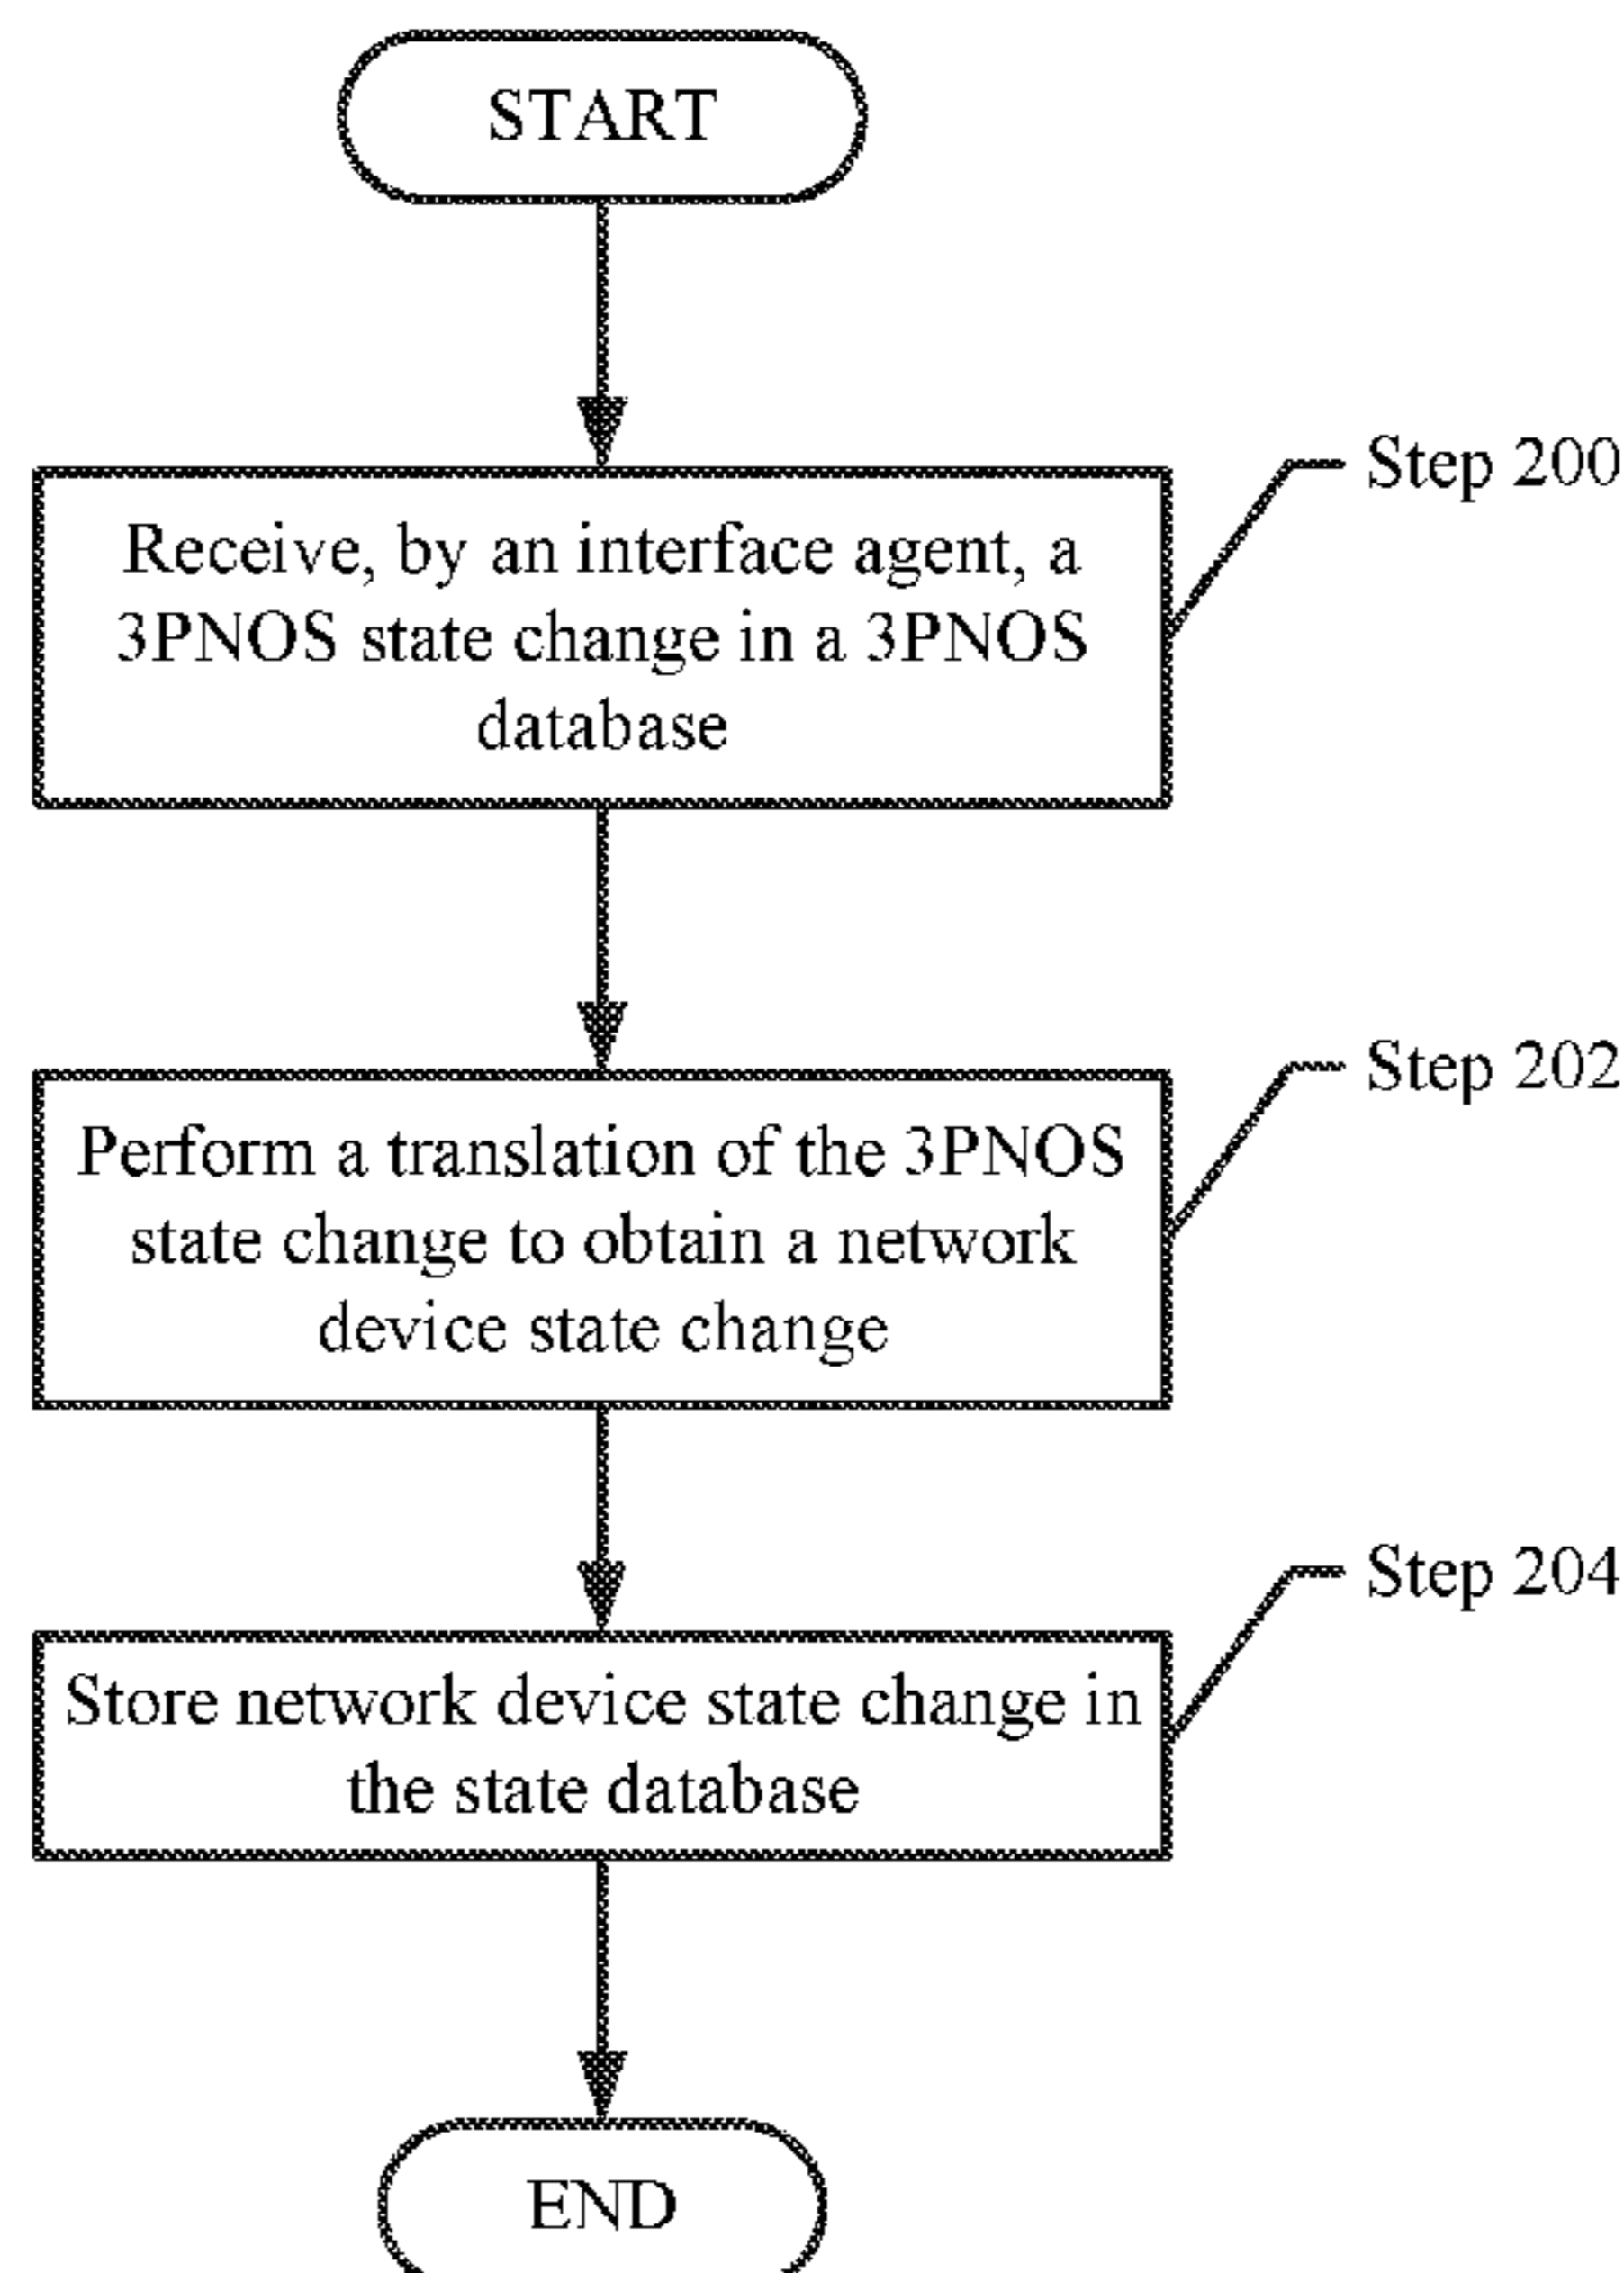 START
Step 200
Receive, by an interface agent, a
3PNOS state change in a 3PNOS
database
Step 202
Perform a translation of the 3PNOS
state change to obtain a network
device state change
Step 204
Store network device state change in
the state database
END